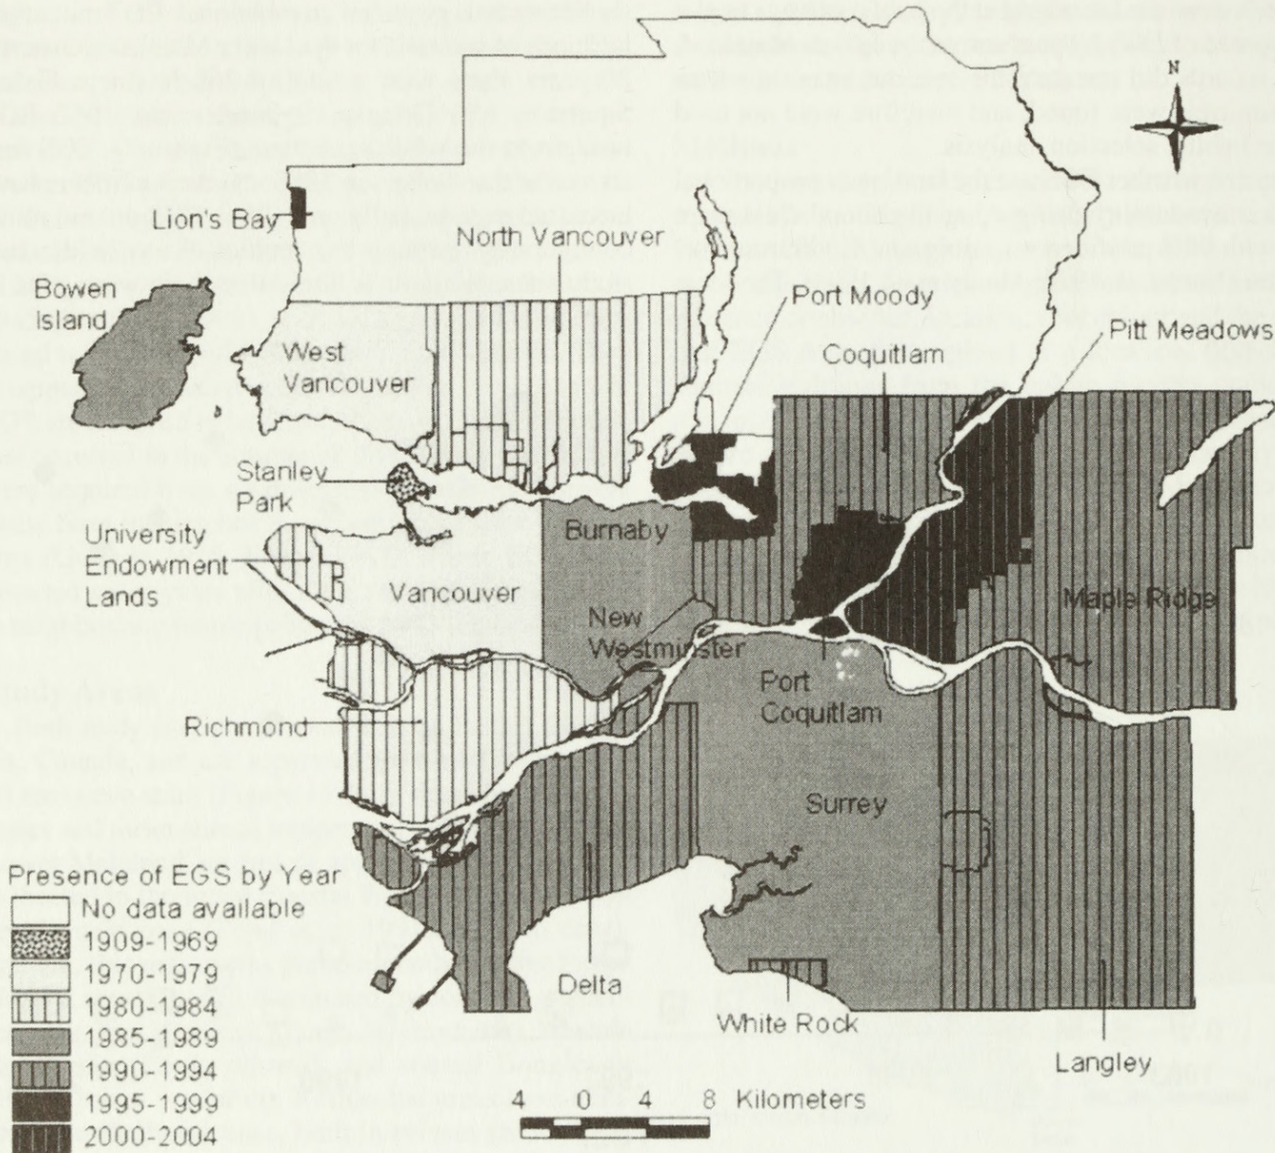 N
Lion's Bay
North Vancouver
Bowen
Island
Port Moody
Pitt Meadows
Coquitlam
West
Vancouver
Stanley
Park
Burnaby
University
Endowment
Lands
Vancouver
Maple Ridge
New
Westminster
Port
Coquitlam
Richmond
Surrey
Presence of EGS by Year
No data available
1909-1969
1970-1979
1980-1984
1985-1989
1990-1994
1995-1999
2000-2004
Delta
White Rock
Langley
4 0 4 8 Kilometers